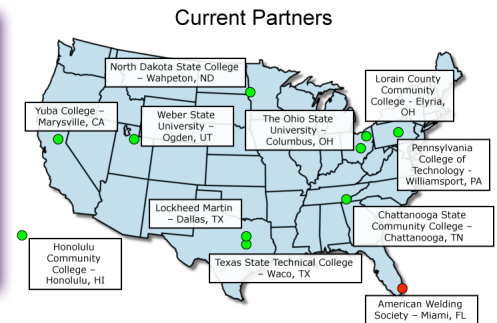 Current Partners
North Dakota State College
– Wahpeton, ND
Lorain County
Community
College - Elyria,
OH
Yuba College –
Marysville, CA
Weber State
University –
Ogden, UT
The Ohio State
University –
Columbus, OH
Pennsylvania
College of
Technology -
Williamsport, PA
Lockheed Martin
– Dallas, TX
Chattanooga State
Community College –
Chattanooga, TN
Honolulu
Community
College –
Honolulu, HI
Texas State Technical College
– Waco, TX
American Welding
Society – Miami, FL